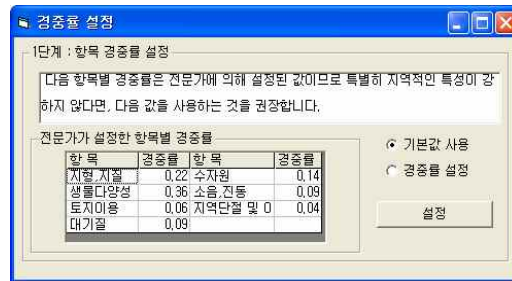 경중률 설정
1단계 : 항목 경중률 설정
다음 항목별 경중률은 전문가에 의해 설정된 값이므로 특별히 지역적인 특성이 강
하지 않다면, 다음 값을 사용하는 것을 권장합니다.
전문가가 설정한 항목별 경중률
항 목 경중률 항 목 경중률
지형,지질 0,22 수자원 0,14
생물다양성 0,36 소음,진동 0,09
토지이용 0,06 지역단절 및 0 0,04
대기질 0,09
기본값 사용
경중률 설정
설정